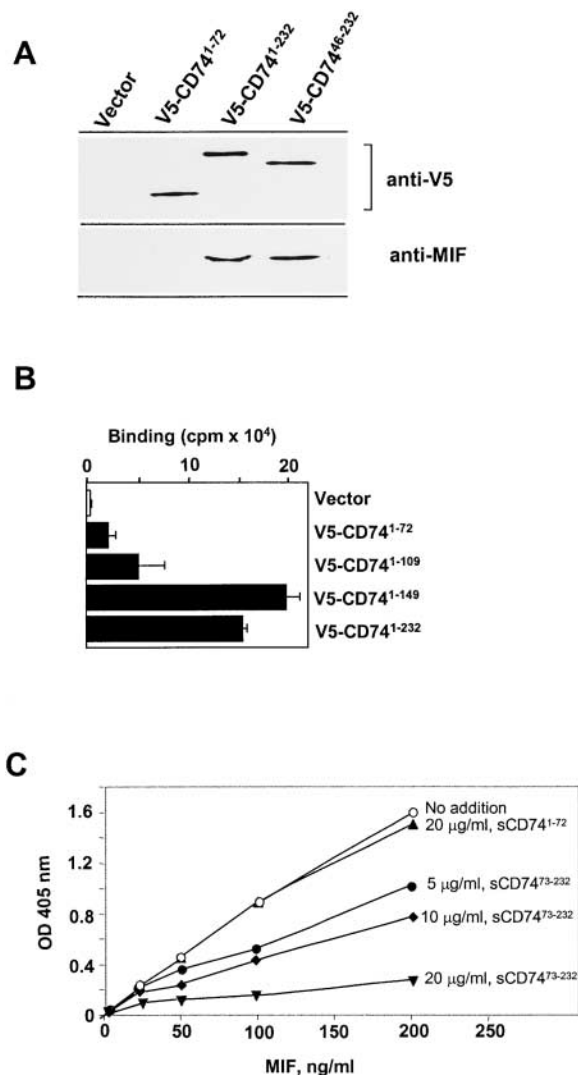 A
Vector
V5-CD74¹⁻⁷²
V5-CD74¹⁻²³²
V5-CD74⁴⁶⁻²³²
anti-V5
anti-MIF
B
Binding (cpm x 10⁴)
0 10 20
Vector
V5-CD74¹⁻⁷²
V5-CD74¹⁻¹⁰⁹
V5-CD74¹⁻¹⁴⁹
V5-CD74¹⁻²³²
C
OD 405 nm
1.6
1.2
0.8
0.4
0
No addition
20 µg/ml, sCD74¹⁻⁷²
5 µg/ml, sCD74⁷³⁻²³²
10 µg/ml, sCD74⁷³⁻²³²
20 µg/ml, sCD74⁷³⁻²³²
0 50 100 150 200 250
MIF, ng/ml